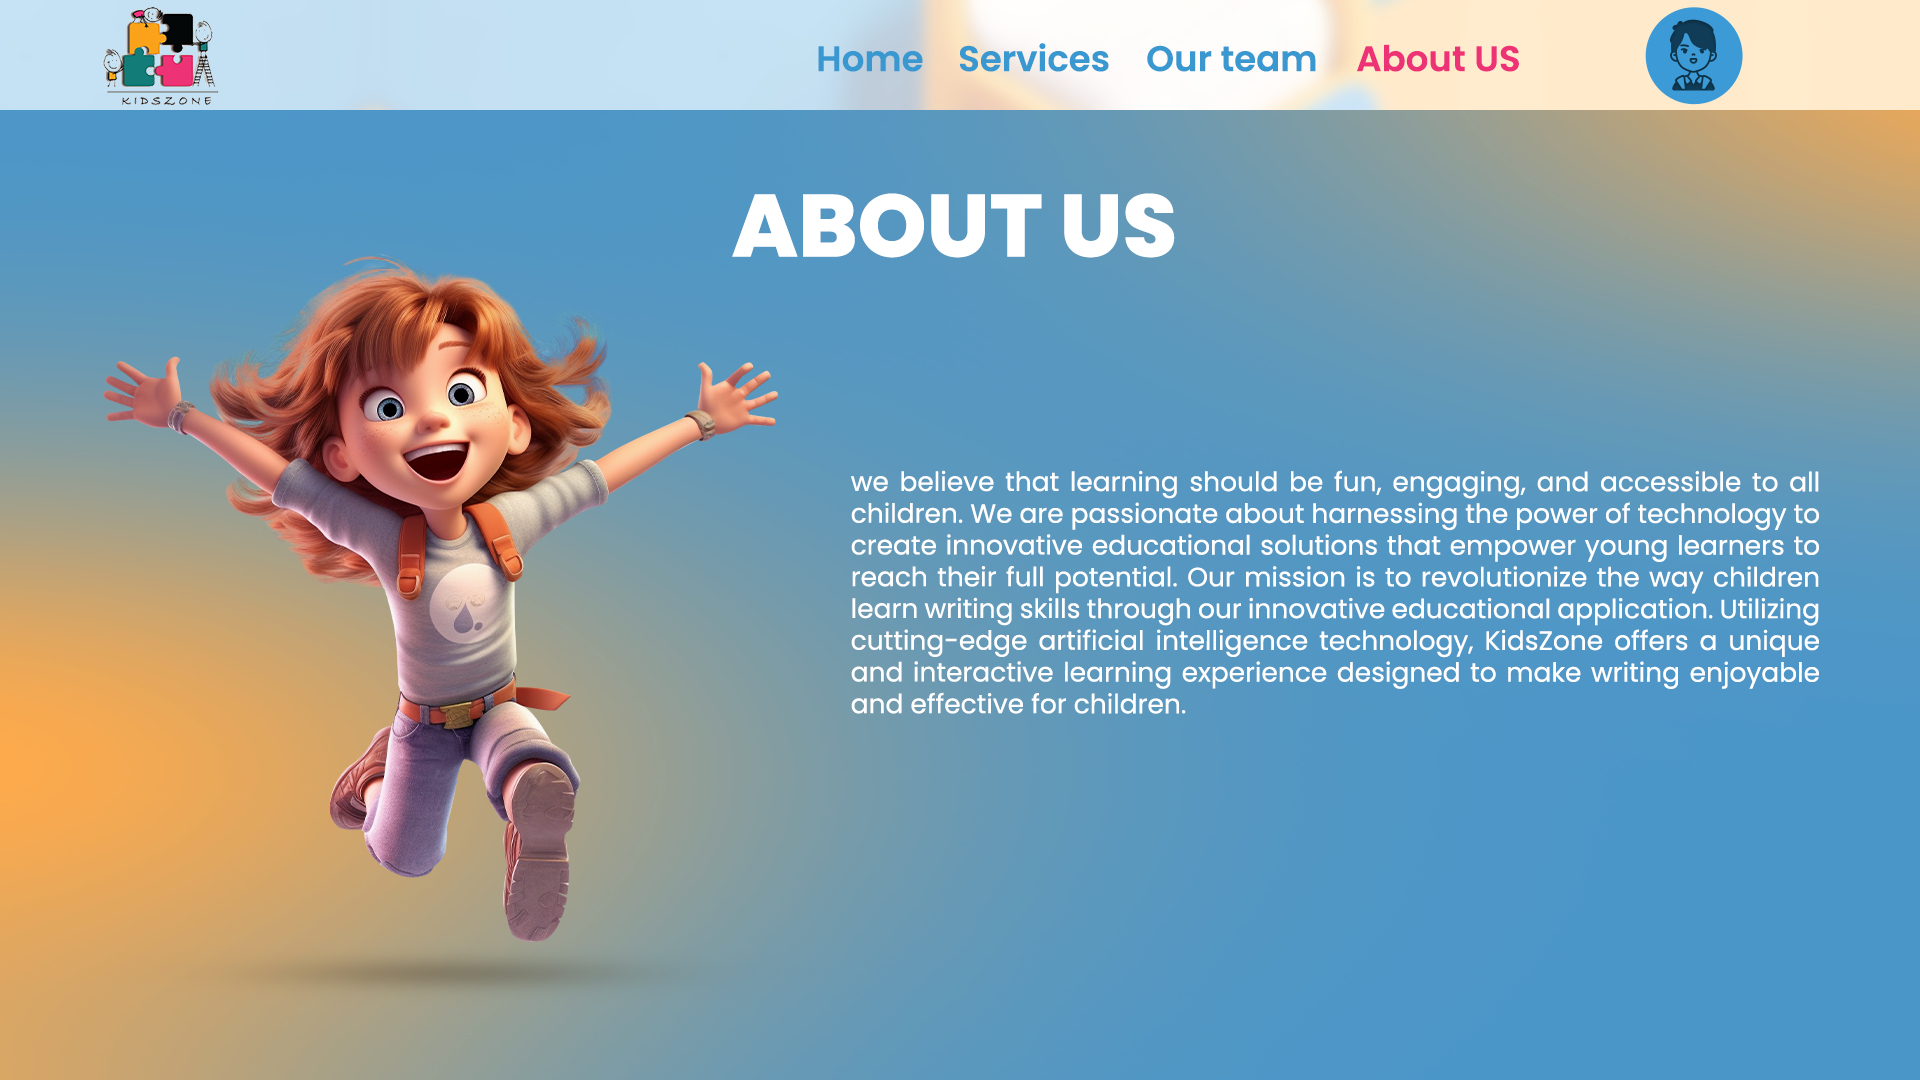 KIDSZONE
Home Services Our team About US
ABOUT US
we believe that learning should be fun, engaging, and accessible to all
children. We are passionate about harnessing the power of technology to
create innovative educational solutions that empower young learners to
reach their full potential. Our mission is to revolutionize the way children
learn writing skills through our innovative educational application. Utilizing
cutting-edge artificial intelligence technology, KidsZone offers a unique
and interactive learning experience designed to make writing enjoyable
and effective for children.